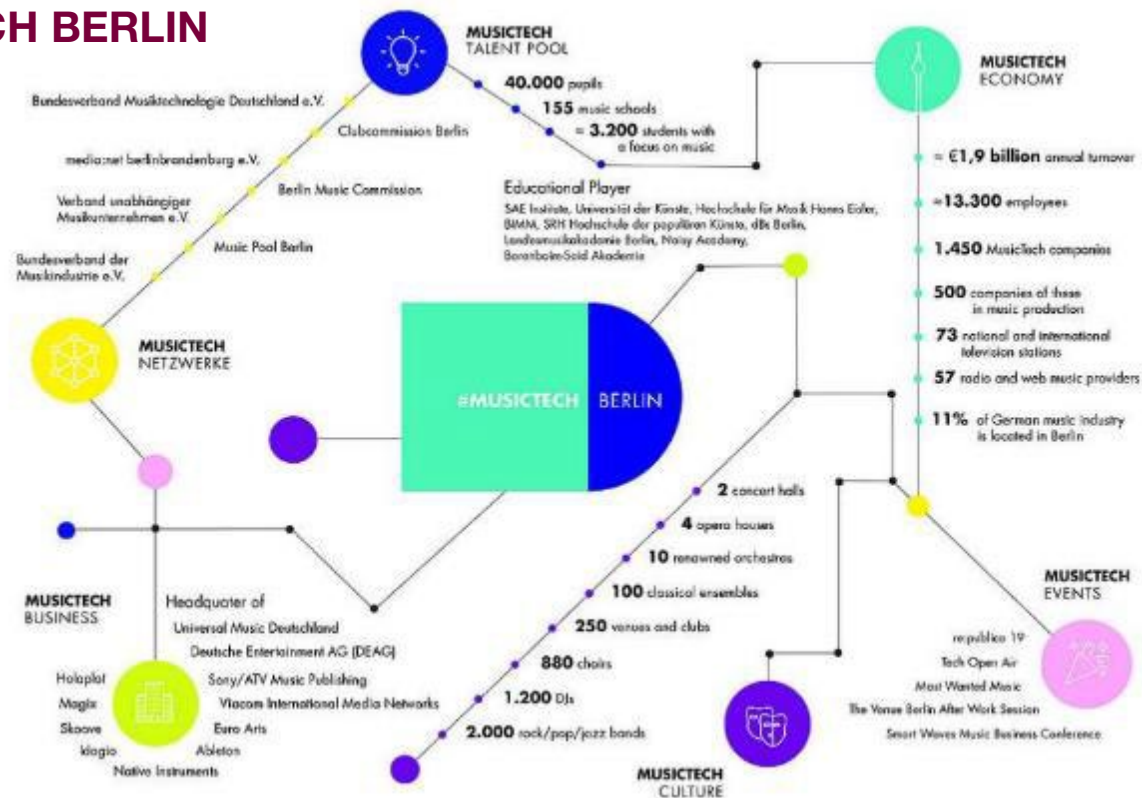 CH BERLIN
MUSICTECH
TALENT POOL
40.000 pupils
155 music schools
≈ 3.200 students with
a focus on music
Educational Player
SAE Institute, Universität der Künste, Hochschule für Musik Hanns Eisler,
BIMM, SRH Hochschule der populären Künste, dBs Berlin,
Landesmusikakademie Berlin, Noisy Academy,
Barenboim-Said Akademie
MUSICTECH
ECONOMY
≈ €1,9 billion annual turnover
≈13.300 employees
1.450 MusicTech companies
500 companies of these
in music production
73 national and international
television stations
57 radio and web music providers
11% of German music industry
is located in Berlin
Bundesverband Musiktechnologie Deutschland e.V.
Clubcommission Berlin
media:net berlinbrandenburg e.V.
Berlin Music Commission
Verband unabhängiger
Musikunternehmen e.V.
Music Pool Berlin
Bundesverband der
Musikindustrie e.V.
MUSICTECH
NETZWERKE
#MUSICTECH BERLIN
2 concert halls
4 opera houses
10 renowned orchestras
100 classical ensembles
250 venues and clubs
880 choirs
1.200 DJs
2.000 rock/pop/jazz bands
MUSICTECH
BUSINESS
Headquater of
Universal Music Deutschland
Deutsche Entertainment AG (DEAG)
Sony/ATV Music Publishing
Viacom International Media Networks
Euro Arts
Ableton
Native Instruments
Idagio
Skoove
Magix
Holoplot
MUSICTECH
CULTURE
MUSICTECH
EVENTS
re:publica 19
Tech Open Air
Most Wanted Music
The Venue Berlin After Work Session
Smart Waves Music Business Conference